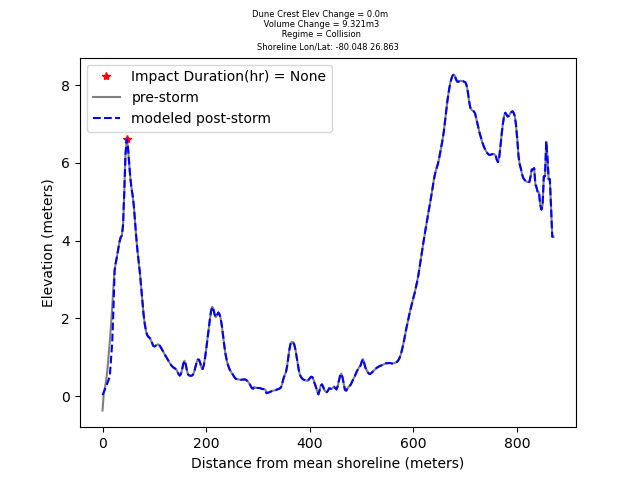 Dune Crest Elev Change = 0.0m
Volume Change = 9.321m3
Regime = Collision
Shoreline Lon/Lat: -80.048 26.863
Impact Duration(hr) = None
pre-storm
modeled post-storm
Elevation (meters)
8
6
4
2
0
0 200 400 600 800
Distance from mean shoreline (meters)